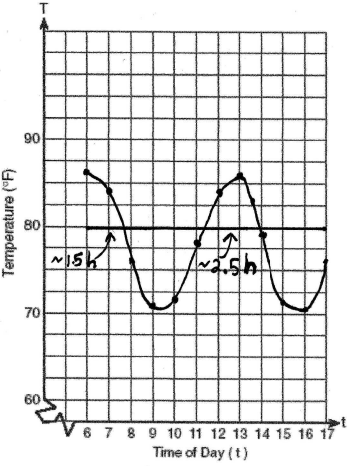 T
Temperature (°F)
90
80
70
60
~1.5h
~2.5h
6 7 8 9 10 11 12 13 14 15 16 17
t
Time of Day ( t )